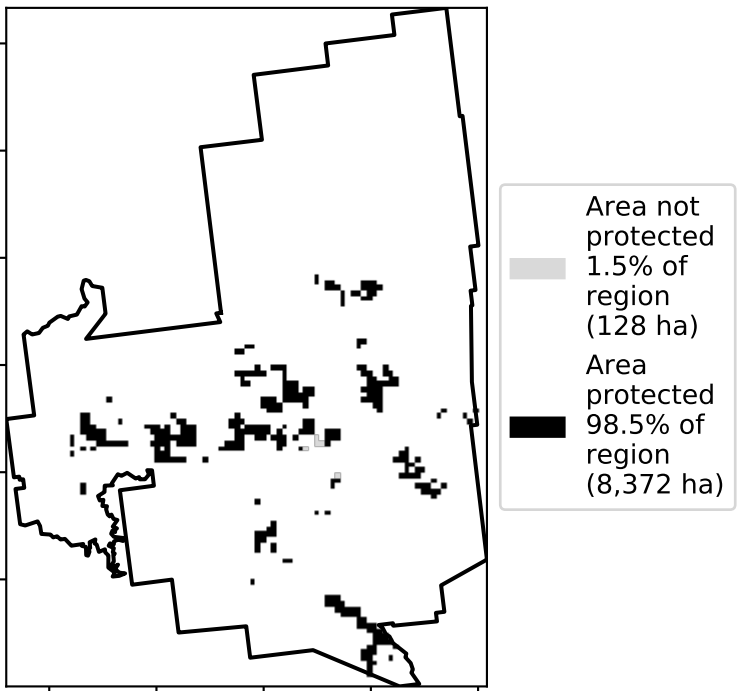 Area not
protected
1.5% of
region
(128 ha)
Area
protected
98.5% of
region
(8,372 ha)